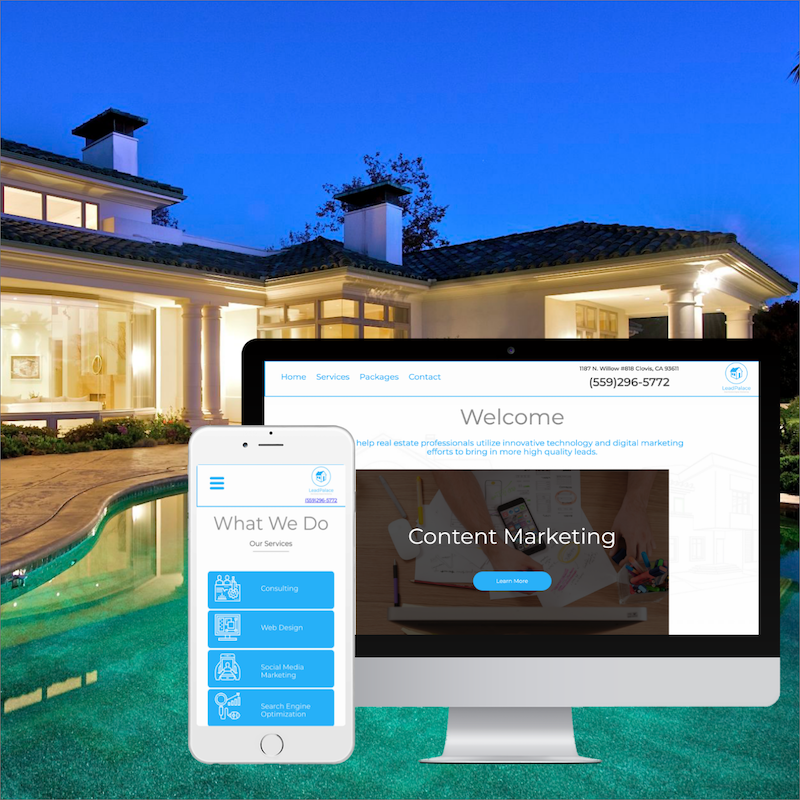 Home Services Packages Contact
1187 N. Willow #818 Clovis, CA 93611
(559)296-5772
LeadPalace
Welcome
help real estate professionals utilize innovative technology and digital marketing
efforts to bring in more high quality leads.
Content Marketing
Learn More
LeadPalace
(559)296-5772
What We Do
Our Services
Consulting
Web Design
Social Media
Marketing
Search Engine
Optimization